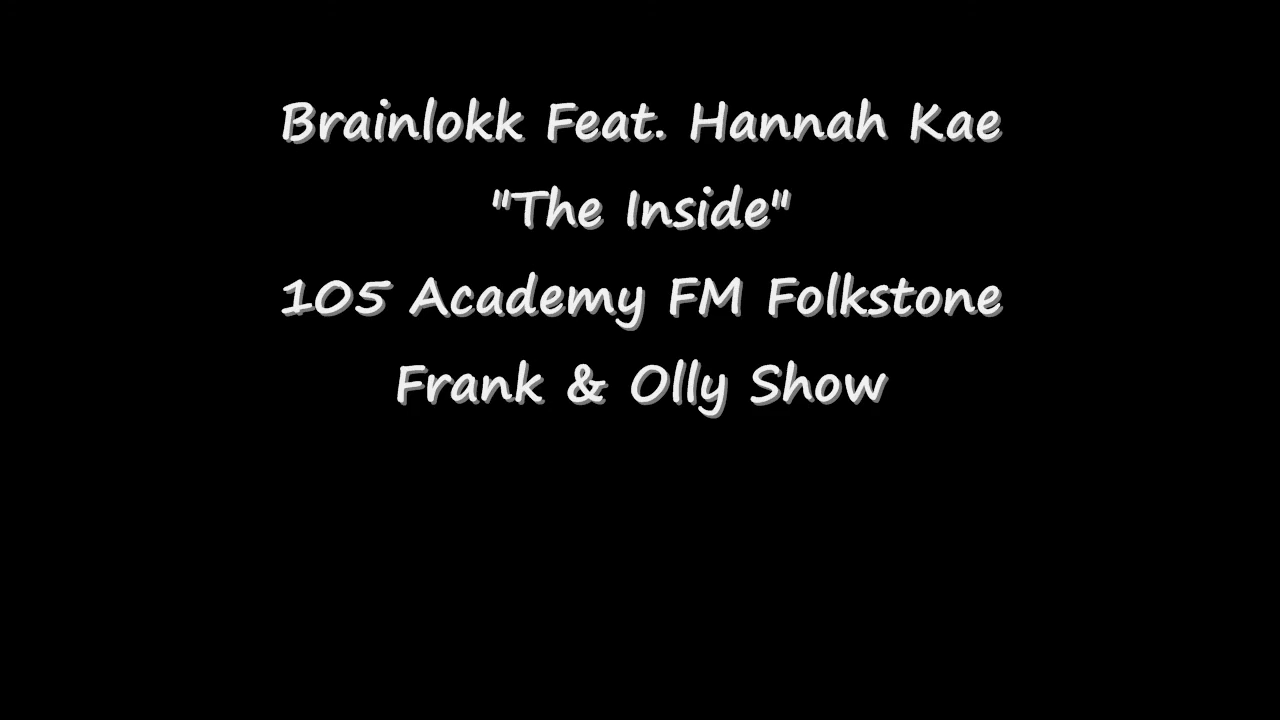 Brainlokk Feat. Hannah Kae
"The Inside"
105 Academy FM Folkstone
Frank & Olly Show